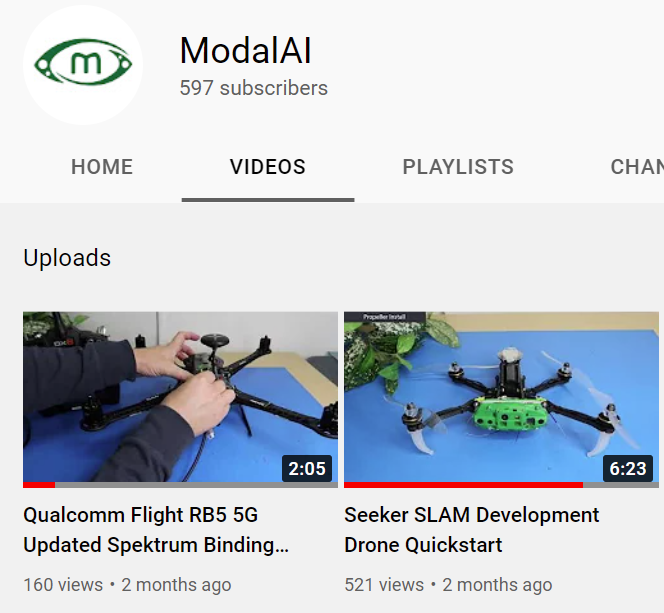 m
ModalAI
597 subscribers
HOME VIDEOS PLAYLISTS CHAN
Uploads
Propeller Install
2:05
6:23
Qualcomm Flight RB5 5G
Updated Spektrum Binding...
160 views • 2 months ago
Seeker SLAM Development
Drone Quickstart
521 views • 2 months ago